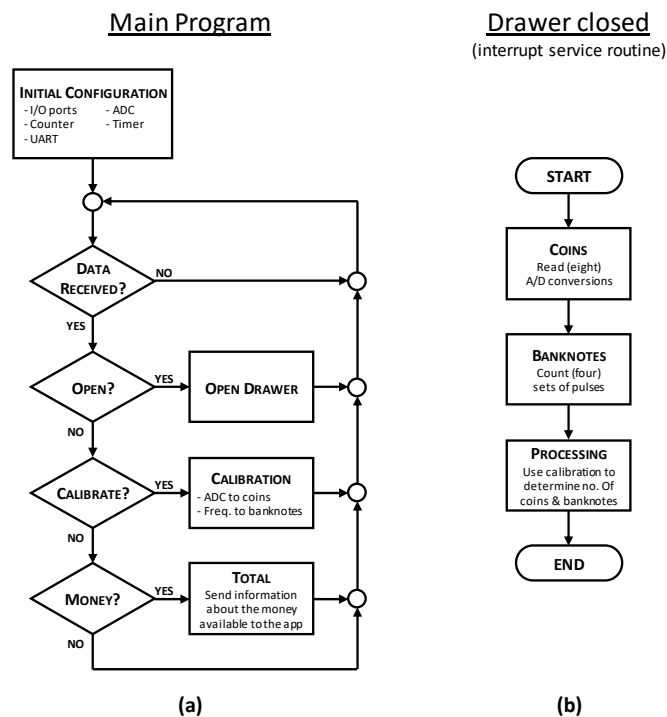 Main Program
INITIAL CONFIGURATION
- I/O ports - ADC
- Counter - Timer
- UART
DATA
RECEIVED?
NO
YES
OPEN?
YES
OPEN DRAWER
NO
CALIBRATE?
YES
CALIBRATION
- ADC to coins
- Freq. to banknotes
NO
MONEY?
YES
TOTAL
Send information
about the money
available to the app
NO
(a)
Drawer closed
(interrupt service routine)
START
COINS
Read (eight)
A/D conversions
BANKNOTES
Count (four)
sets of pulses
PROCESSING
Use calibration to
determine no. Of
coins & banknotes
END
(b)